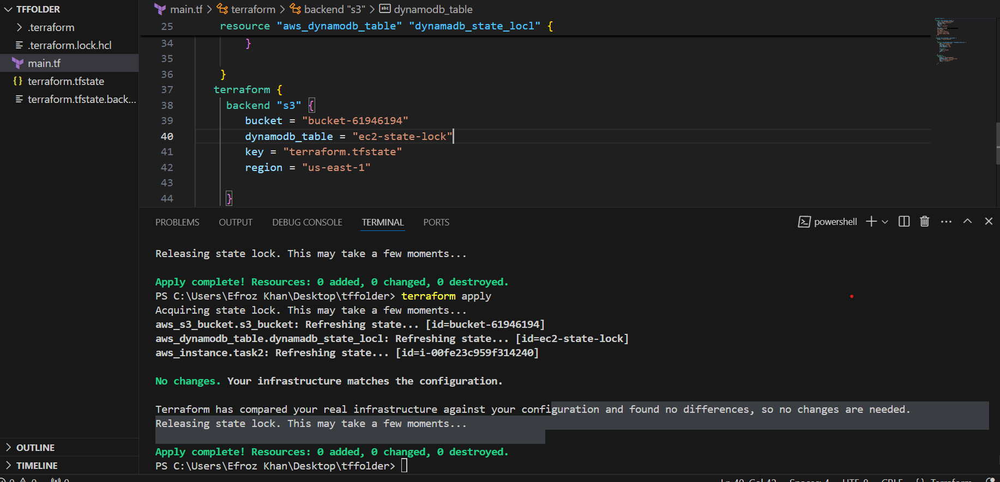 TFFOLDER
.terraform
.terraform.lock.hcl
main.tf
terraform.tfstate
terraform.tfstate.back...
OUTLINE
TIMELINE
main.tf > terraform > backend "s3" > abc dynamodb_table
25 resource "aws_dynamodb_table" "dynamadb_state_locl" {
34 }
35
36 }
37 terraform {
38 backend "s3" {
39 bucket = "bucket-61946194"
40 dynamodb_table = "ec2-state-lock"
41 key = "terraform.tfstate"
42 region = "us-east-1"
43
44 }
PROBLEMS OUTPUT DEBUG CONSOLE TERMINAL PORTS powershell
Releasing state lock. This may take a few moments...
Apply complete! Resources: 0 added, 0 changed, 0 destroyed.
PS C:\Users\Efroz Khan\Desktop\tffolder> terraform apply
Acquiring state lock. This may take a few moments...
aws_s3_bucket.s3_bucket: Refreshing state... [id=bucket-61946194]
aws_dynamodb_table.dynamadb_state_locl: Refreshing state... [id=ec2-state-lock]
aws_instance.task2: Refreshing state... [id=i-00fe23c959f314240]
No changes. Your infrastructure matches the configuration.
Terraform has compared your real infrastructure against your configuration and found no differences, so no changes are needed.
Releasing state lock. This may take a few moments...
Apply complete! Resources: 0 added, 0 changed, 0 destroyed.
PS C:\Users\Efroz Khan\Desktop\tffolder>